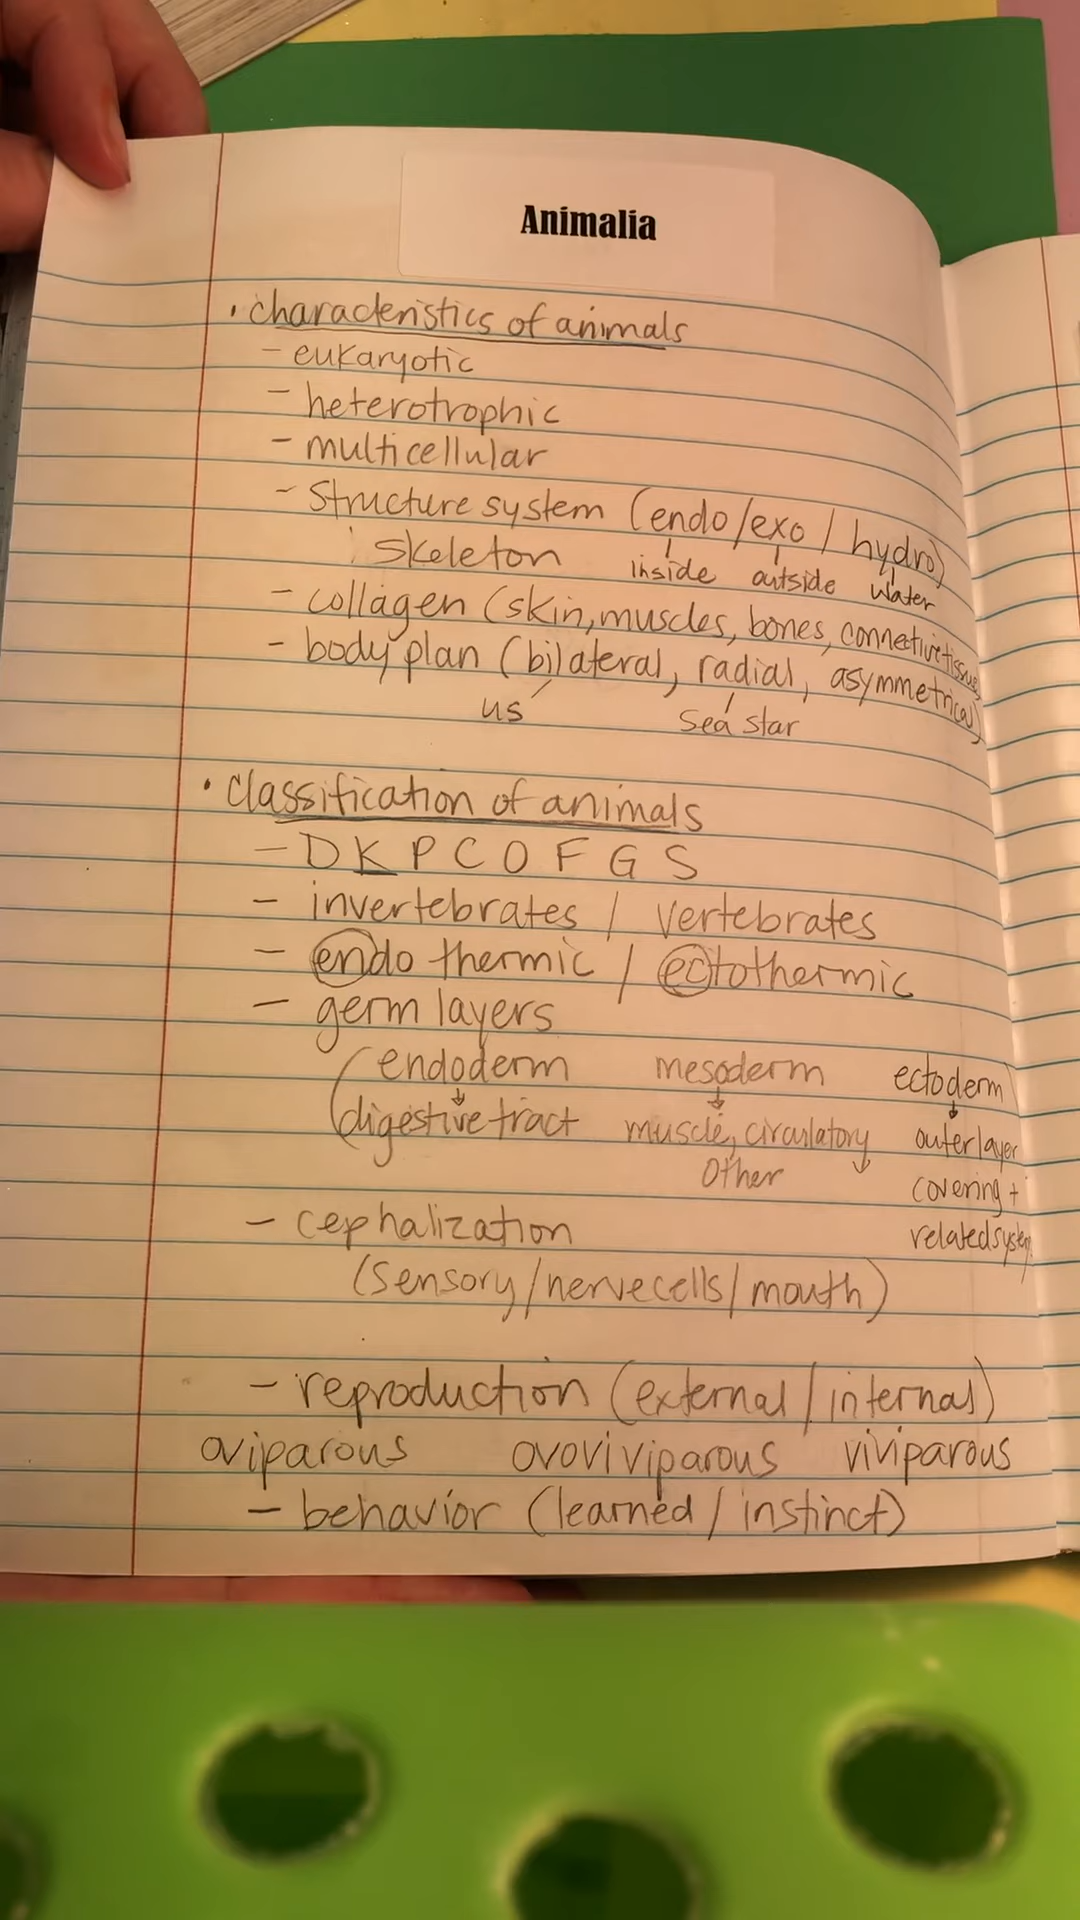 Animalia
• characteristics of animals
- eukaryotic
- heterotrophic
- multicellular
- Structure system (endo/exo/hydro)
skeleton inside outside water
- collagen (skin, muscles, bones, connective tissue)
- body plan (bilateral, radial, asymmetrical)
us sea star
• classification of animals
- D K P C O F G S
- invertebrates / vertebrates
- endothermic / ectothermic
- germ layers
(endoderm mesoderm ectoderm
digestive tract muscle, circulatory outer layer
other covering +
- cephalization related system
(sensory/nerve cells/mouth)
- reproduction (external/internal)
oviparous ovoviviparous viviparous
- behavior (learned/instinct)